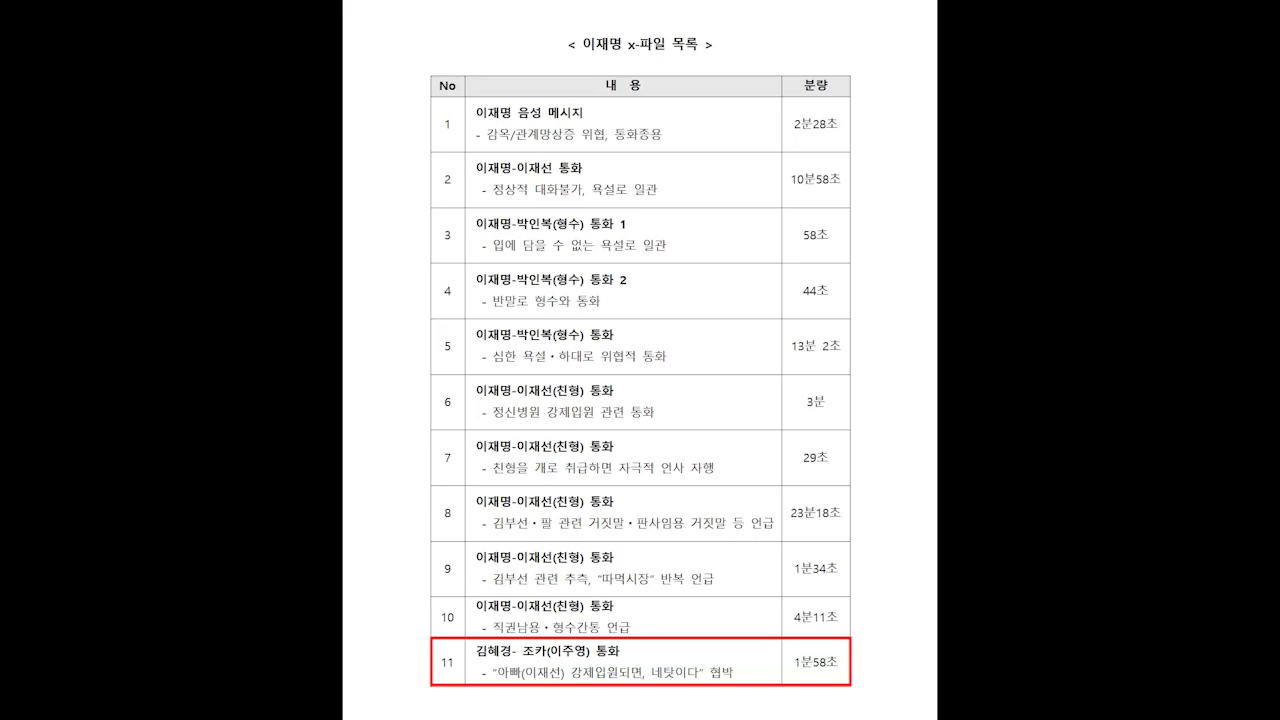 < 이재명 x-파일 목록 >
No 내 용 분량
1 이재명 음성 메시지 2분28초
- 감옥/관계망상증 위협, 통화종용
2 이재명-이재선 통화 10분58초
- 정상적 대화불가, 욕설로 일관
3 이재명-박인복(형수) 통화 1 58초
- 입에 담을 수 없는 욕설로 일관
4 이재명-박인복(형수) 통화 2 44초
- 반말로 형수와 통화
5 이재명-박인복(형수) 통화 13분 2초
- 심한 욕설・하대로 위협적 통화
6 이재명-이재선(친형) 통화 3분
- 정신병원 강제입원 관련 통화
7 이재명-이재선(친형) 통화 29초
- 친형을 개로 취급하면 자극적 인사 자행
8 이재명-이재선(친형) 통화 23분18초
- 김부선・팔 관련 거짓말・판사임용 거짓말 등 언급
9 이재명-이재선(친형) 통화 1분34초
- 김부선 관련 추측, “따먹시장” 반복 언급
10 이재명-이재선(친형) 통화 4분11초
- 직권남용・형수간통 언급
11 김혜경- 조카(이주영) 통화 1분58초
- “아빠(이재선) 강제입원되면, 네탓이다” 협박